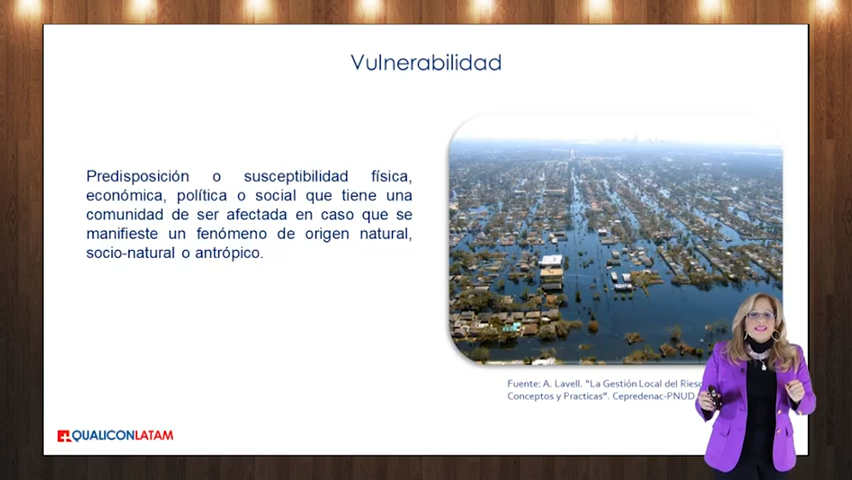 Vulnerabilidad
Predisposición o susceptibilidad física,
económica, política o social que tiene una
comunidad de ser afectada en caso que se
manifieste un fenómeno de origen natural,
socio-natural o antrópico.
Fuente: A. Lavell. "La Gestión Local del
Conceptos y Practicas". Cepredenac-PNUD
QUALICONLATAM